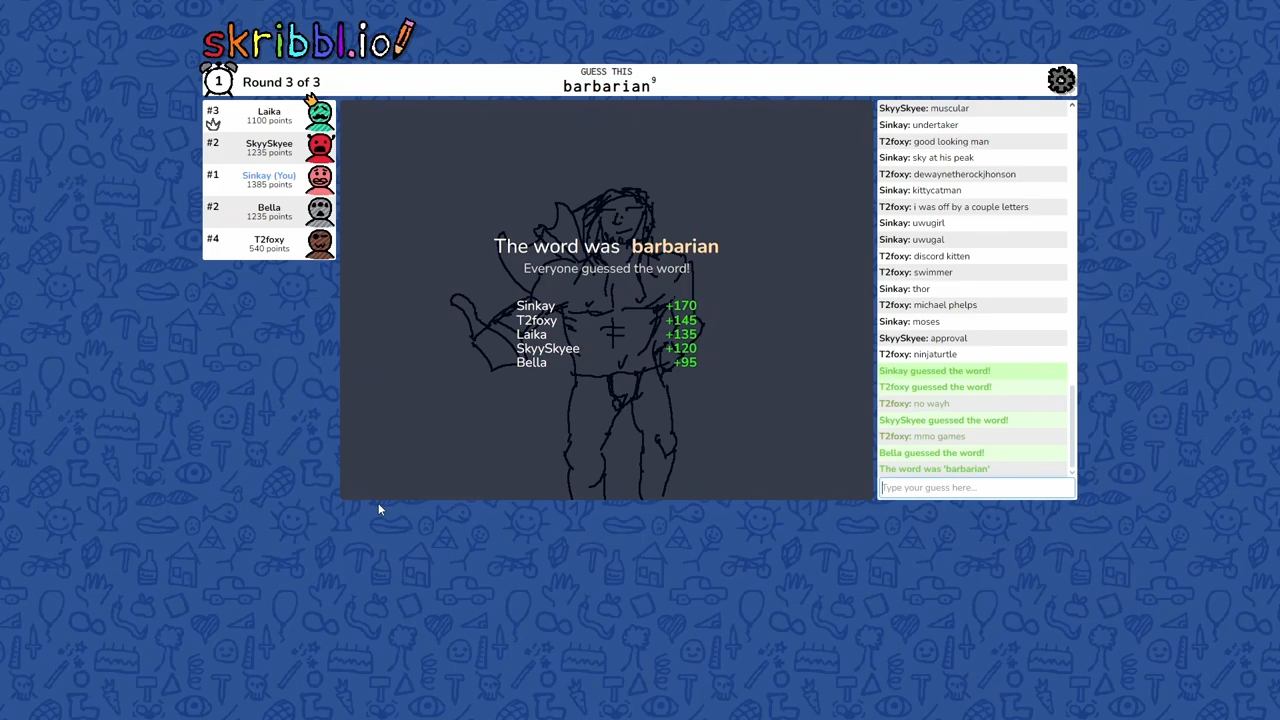 skribbl.io
1
Round 3 of 3
GUESS THIS
barbarian 9
#3
Laika
1100 points
#2
SkyySkyee
1235 points
#1
Sinkay (You)
1385 points
#2
Bella
1235 points
#4
T2foxy
540 points
The word was barbarian
Everyone guessed the word!
Sinkay +170
T2foxy +145
Laika +135
SkyySkyee +120
Bella +95
SkyySkyee: muscular
Sinkay: undertaker
T2foxy: good looking man
Sinkay: sky at his peak
T2foxy: dewaynetherockjhonson
Sinkay: kittycatman
T2foxy: i was off by a couple letters
Sinkay: uwugirl
Sinkay: uwugal
T2foxy: discord kitten
T2foxy: swimmer
Sinkay: thor
T2foxy: michael phelps
Sinkay: moses
SkyySkyee: approval
T2foxy: ninjaturtle
Sinkay guessed the word!
T2foxy guessed the word!
T2foxy: no wayh
SkyySkyee guessed the word!
T2foxy: mmo games
Bella guessed the word!
The word was 'barbarian'
Type your guess here...